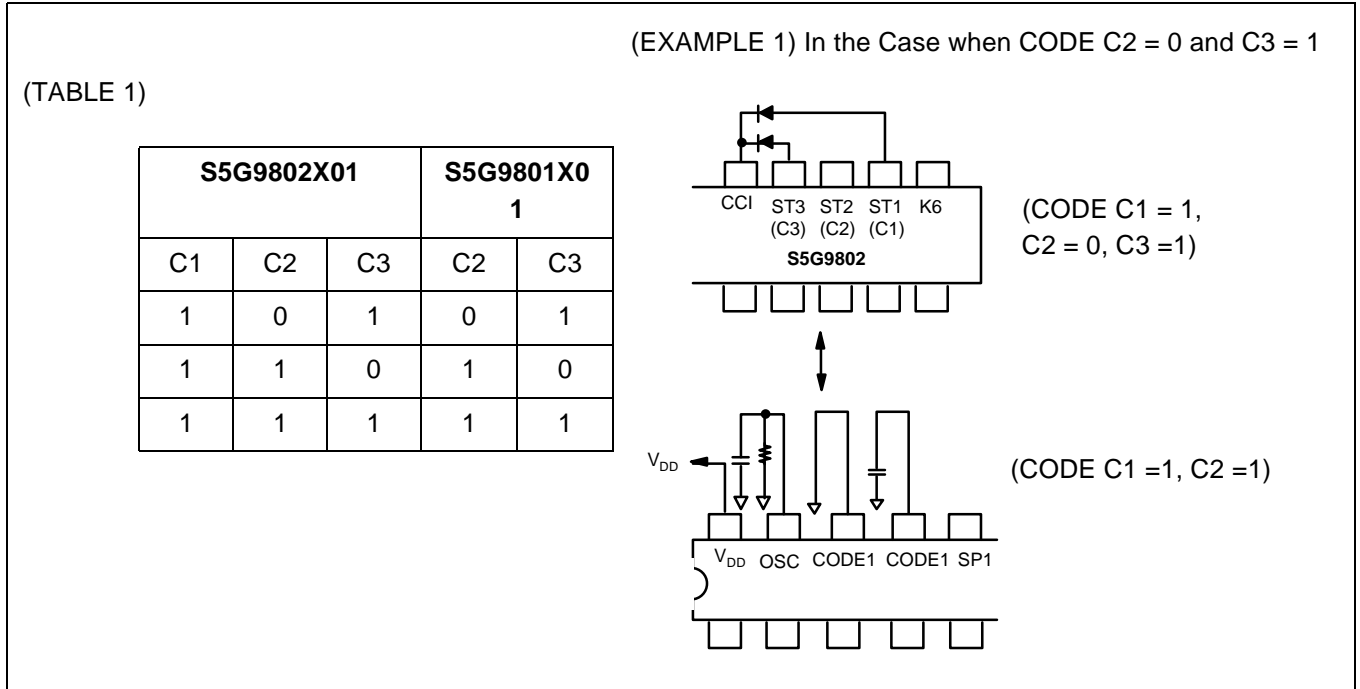 (EXAMPLE 1) In the Case when CODE C2 = 0 and C3 = 1
(TABLE 1)
S5G9802X01 S5G9801X0
1
C1 C2 C3 C2 C3
1 0 1 0 1
1 1 0 1 0
1 1 1 1 1
CCI ST3 ST2 ST1 K6
(C3) (C2) (C1)
S5G9802
(CODE C1 = 1,
C2 = 0, C3 =1)
VDD
(CODE C1 =1, C2 =1)
VDD OSC CODE1 CODE1 SP1